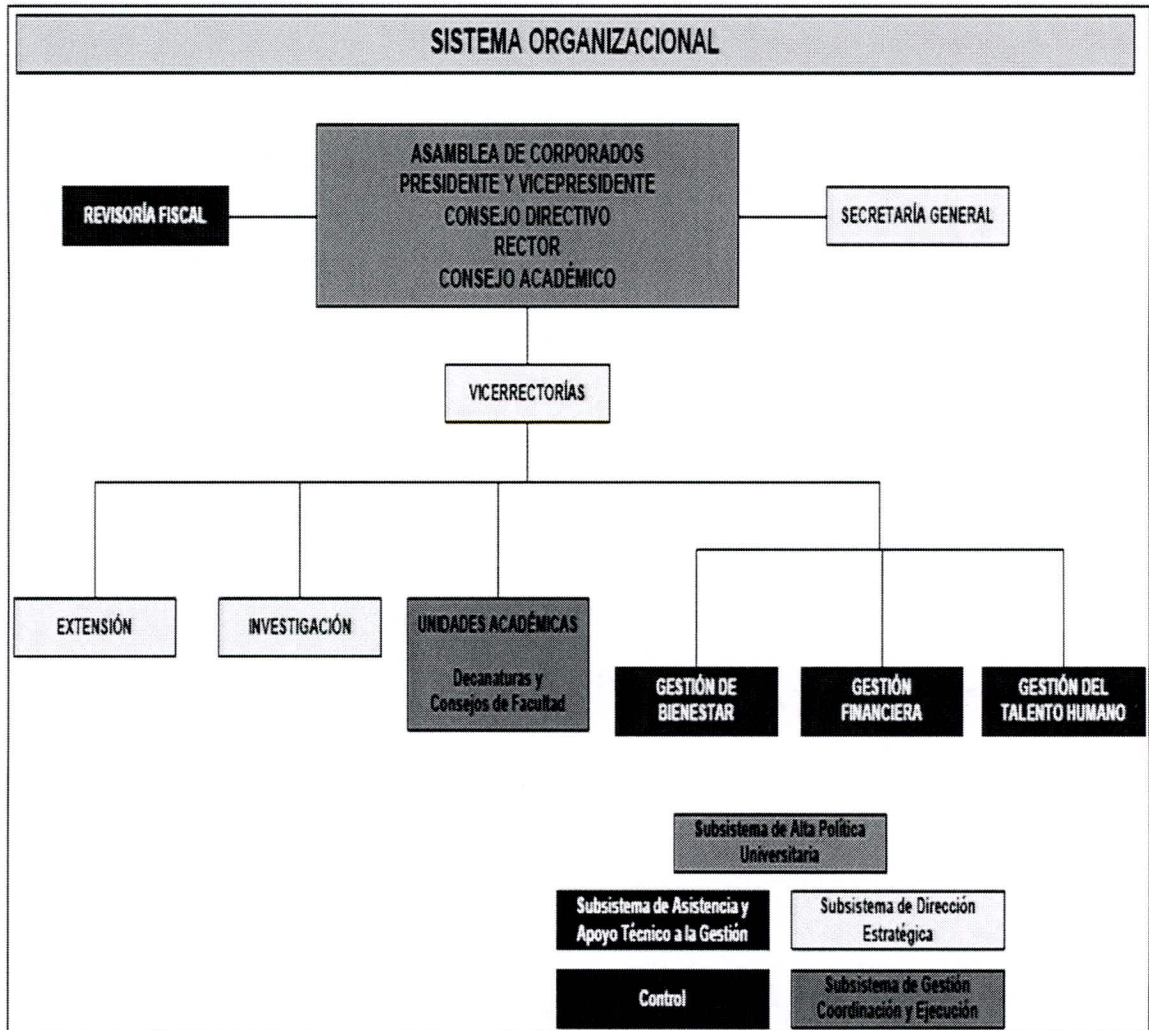 SISTEMA ORGANIZACIONAL
ASAMBLEA DE CORPORADOS
PRESIDENTE Y VICEPRESIDENTE
CONSEJO DIRECTIVO
RECTOR
CONSEJO ACADÉMICO
REVISORÍA FISCAL
SECRETARÍA GENERAL
VICERRECTORÍAS
EXTENSIÓN
INVESTIGACIÓN
UNIDADES ACADÉMICAS
Decanaturas y
Consejos de Facultad
GESTIÓN DE
BIENESTAR
GESTIÓN
FINANCIERA
GESTIÓN DEL
TALENTO HUMANO
Subsistema de Alta Política
Universitaria
Subsistema de Asistencia y
Apoyo Técnico a la Gestión
Subsistema de Dirección
Estratégica
Control
Subsistema de Gestión
Coordinación y Ejecución